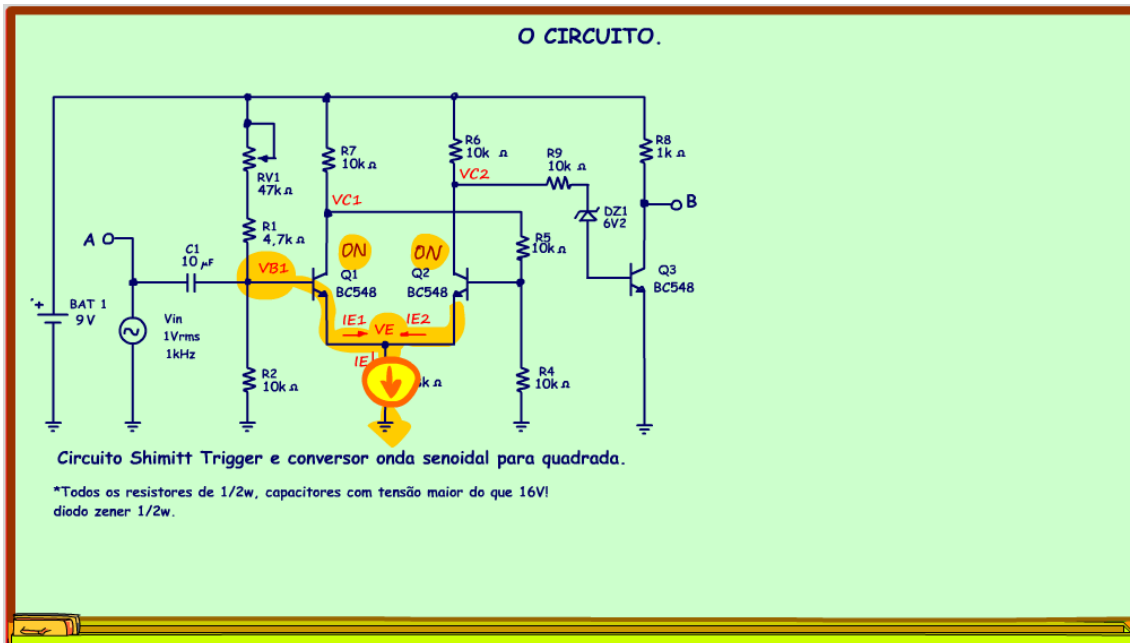 O CIRCUITO.
R7
10k Ω
R6
10k Ω
R8
1k Ω
R9
10k Ω
RV1
47k Ω
VC1
VC2
B
DZ1
6V2
A
R1
4,7k Ω
R5
10k Ω
C1
10 µF
VB1
ON
ON
Q1
BC548
Q2
BC548
Q3
BC548
+
BAT 1
9V
Vin
1Vrms
1kHz
IE1
VE
IE2
IE
R2
10k Ω
k Ω
R4
10k Ω
Circuito Shimitt Trigger e conversor onda senoidal para quadrada.
*Todos os resistores de 1/2w, capacitores com tensão maior do que 16V!
diodo zener 1/2w.